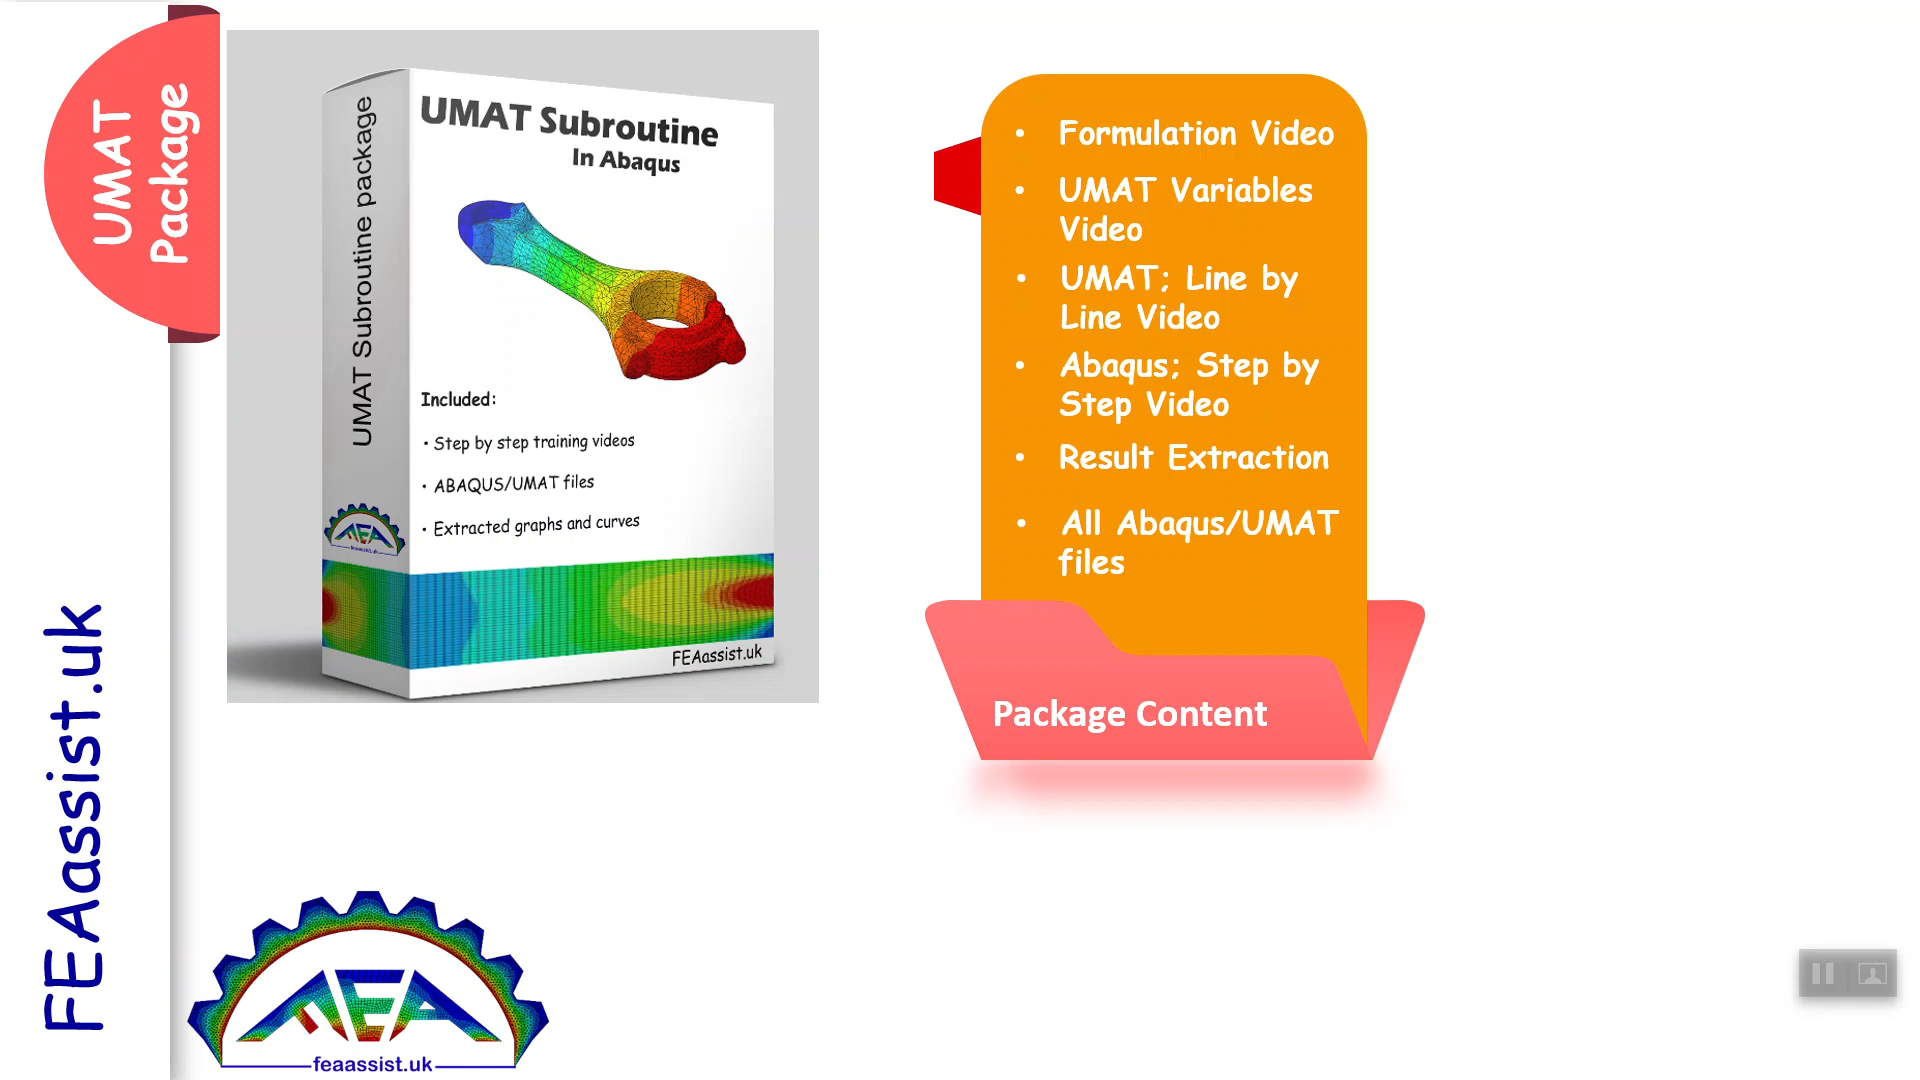 UMAT
Package
FEAassist.uk
UMAT Subroutine package
UMAT Subroutine
In Abaqus
Included:
• Step by step training videos
• ABAQUS/UMAT files
• Extracted graphs and curves
FEAassist.uk
FEA
feaassist.uk
• Formulation Video
• UMAT Variables
Video
• UMAT; Line by
Line Video
• Abaqus; Step by
Step Video
• Result Extraction
• All Abaqus/UMAT
files
Package Content
FEA
feaassist.uk